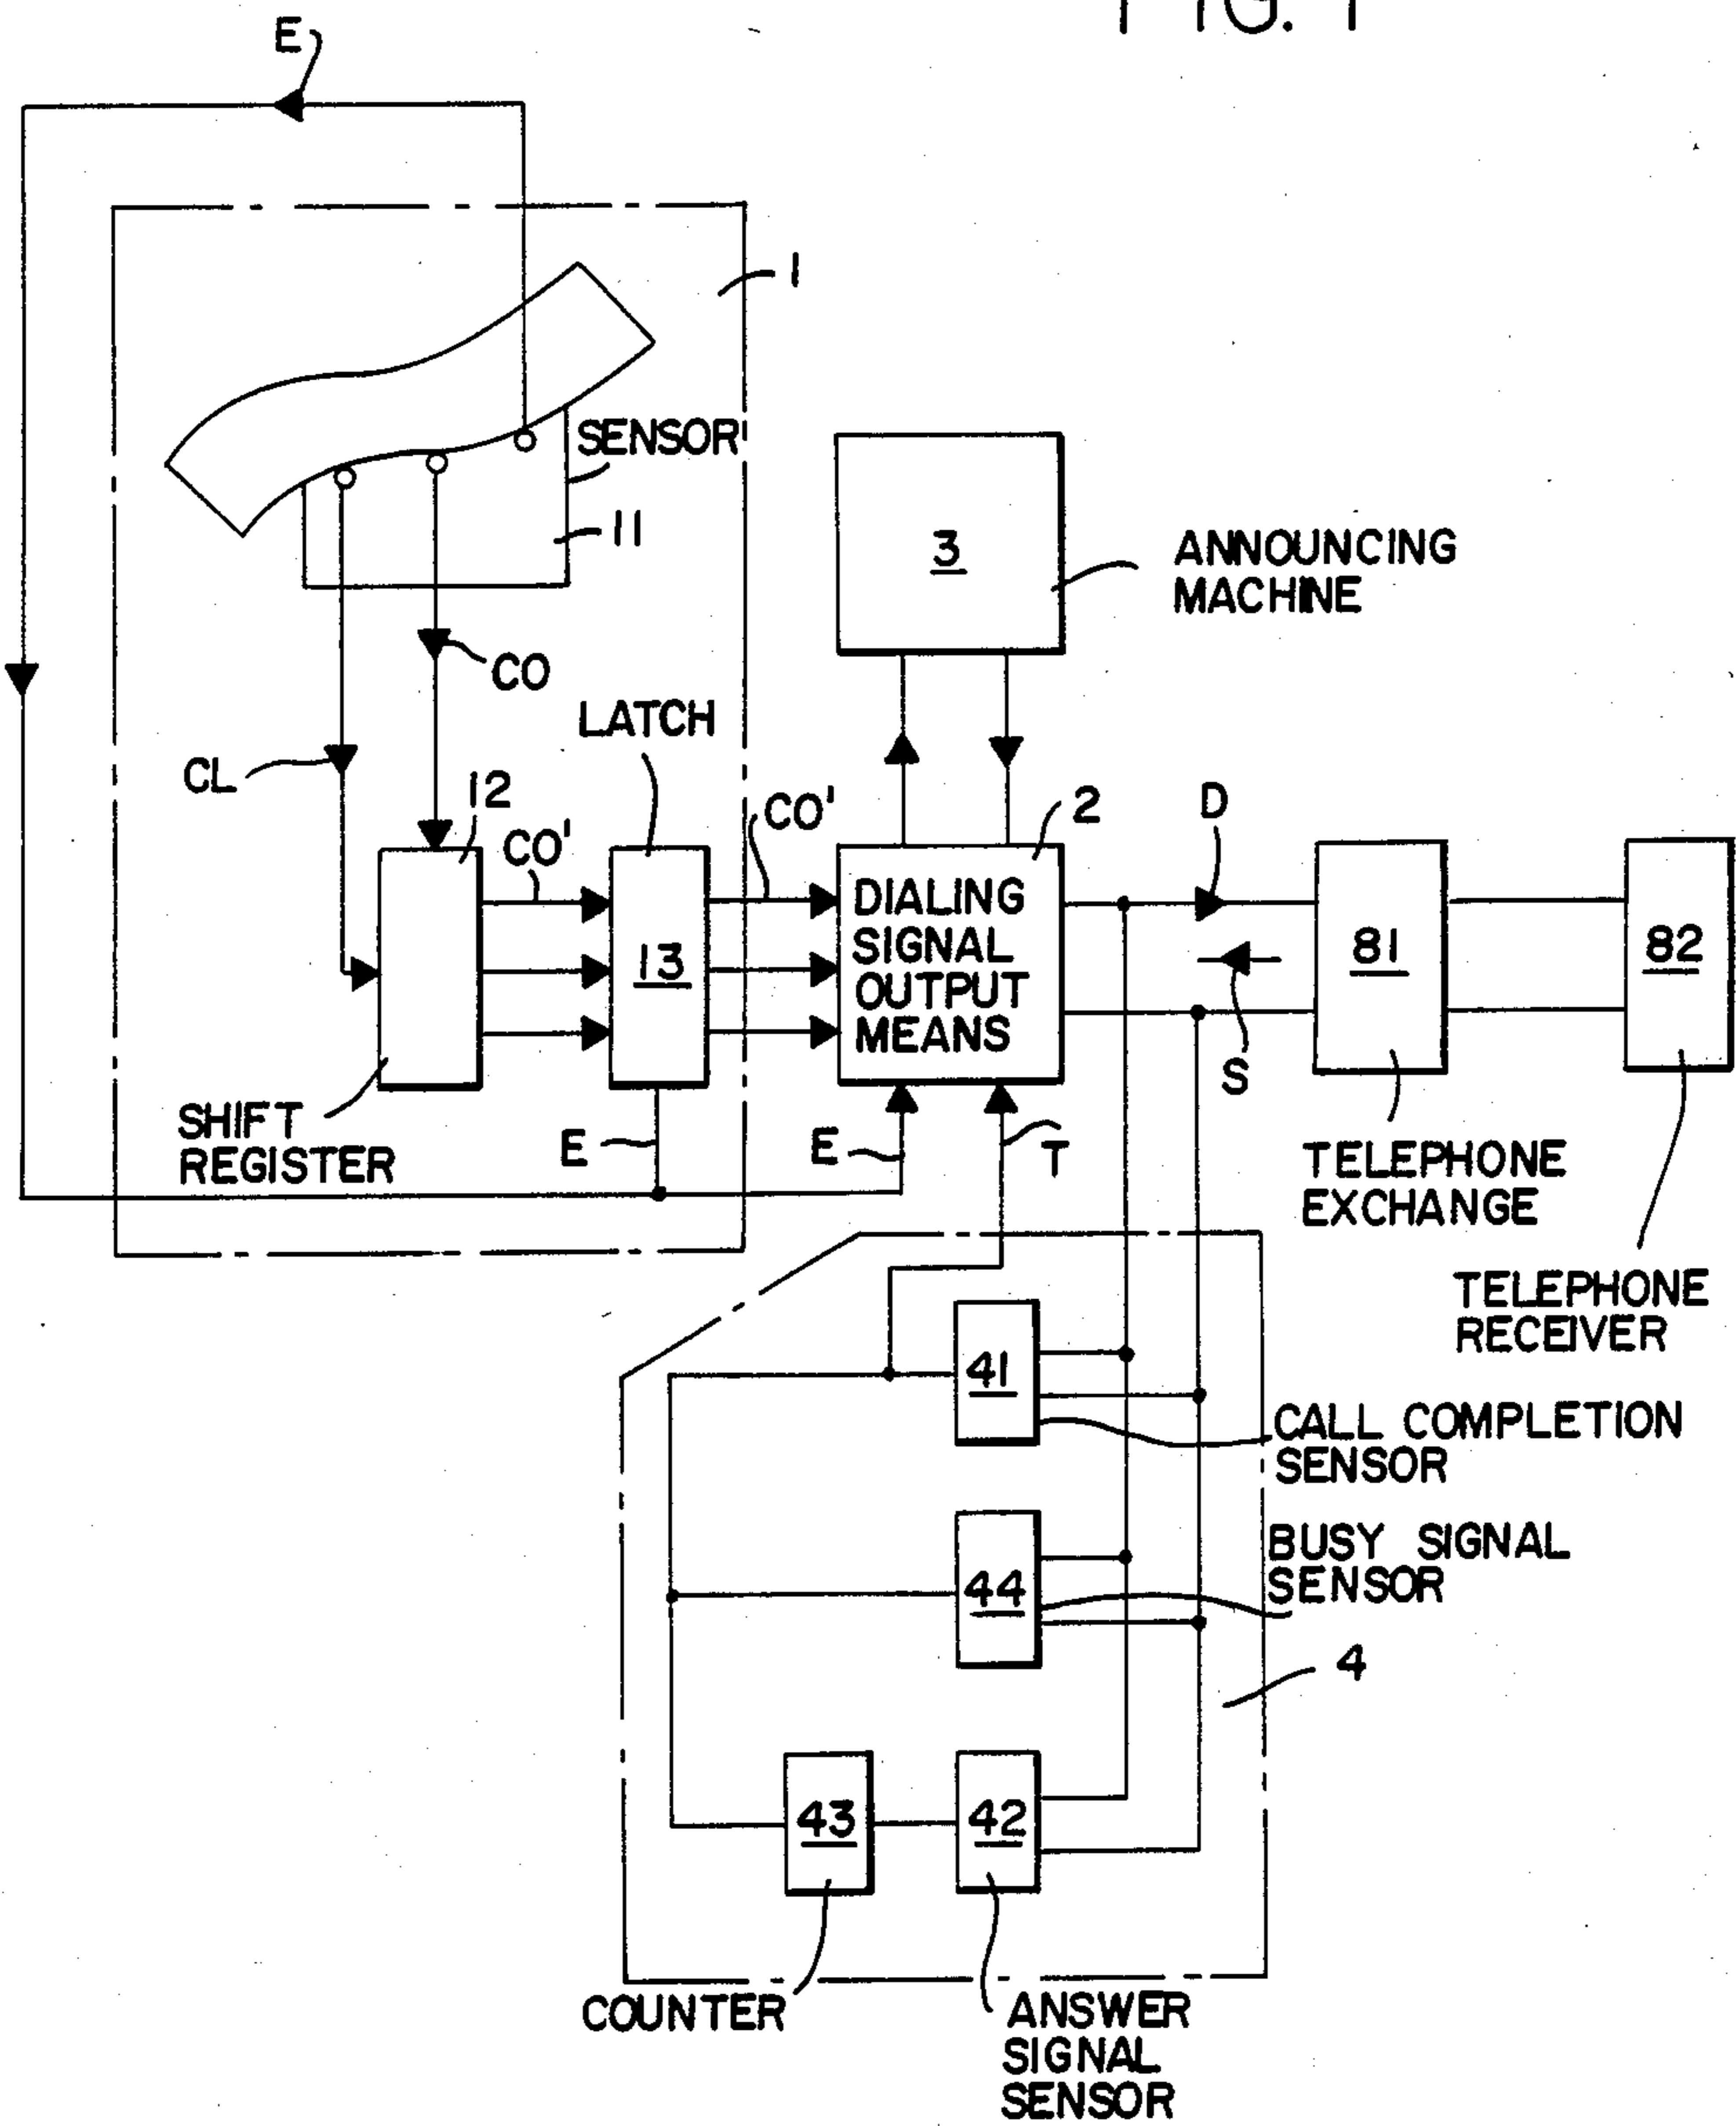 FIG. 1
E
1
SENSOR
11
3
ANNOUNCING
MACHINE
CO
LATCH
CL
12
CO'
CO'
2
D
DIALING
SIGNAL
OUTPUT
MEANS
13
81
82
S
SHIFT
REGISTER
E
E
T
TELEPHONE
EXCHANGE
TELEPHONE
RECEIVER
41
CALL COMPLETION
SENSOR
44
BUSY SIGNAL
SENSOR
4
43
42
COUNTER
ANSWER
SIGNAL
SENSOR